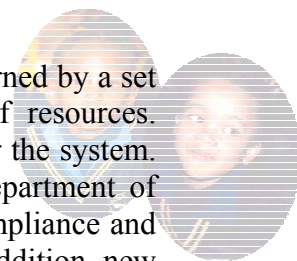 rned by a set
f resources.
the system.
epartment of
mpliance and
ddition, new